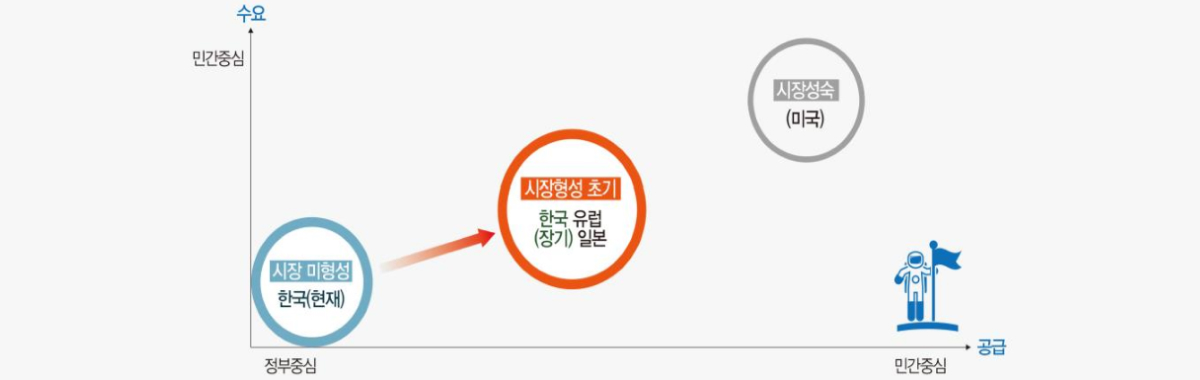 수요
민간중심
시장성숙
(미국)
시장형성 초기
한국 유럽
(장기) 일본
시장 미형성
한국(현재)
공급
정부중심
민간중심